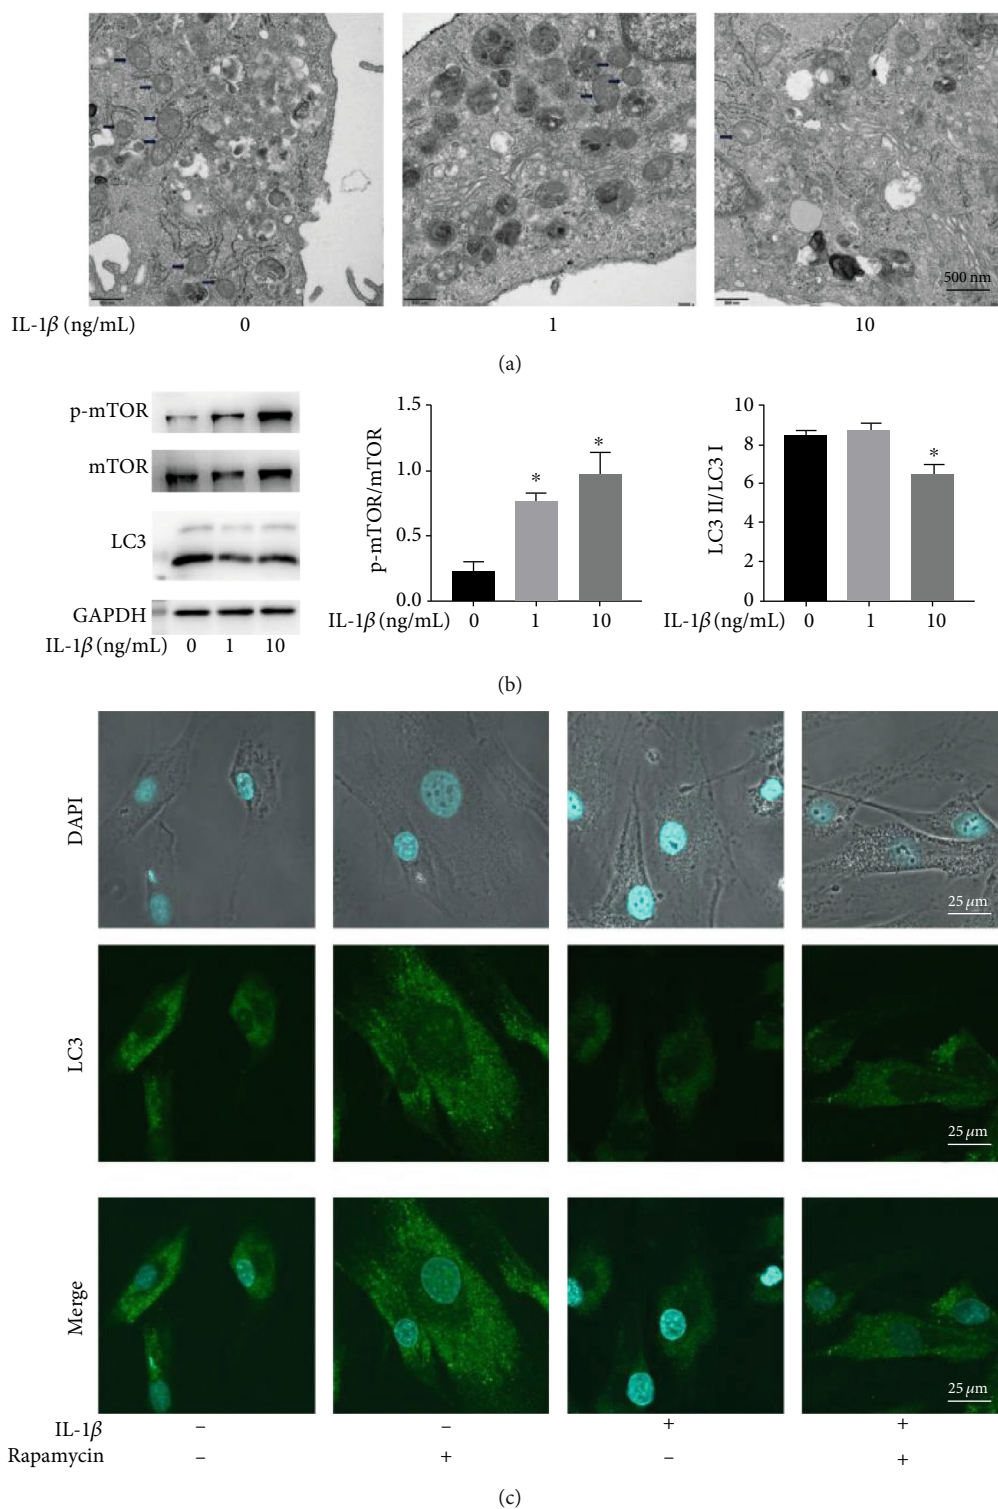 500 nm
IL-1β (ng/mL) 0 1 10
(a)
p-mTOR
mTOR
LC3
GAPDH
IL-1β (ng/mL) 0 1 10
1.5
1.0
0.5
0.0
p-mTOR/mTOR
*
*
IL-1β (ng/mL) 0 1 10
10
8
6
4
2
0
LC3 II/LC3 I
*
IL-1β (ng/mL) 0 1 10
(b)
DAPI
25 μm
LC3
25 μm
Merge
25 μm
IL-1β – – + +
Rapamycin – + – +
(c)